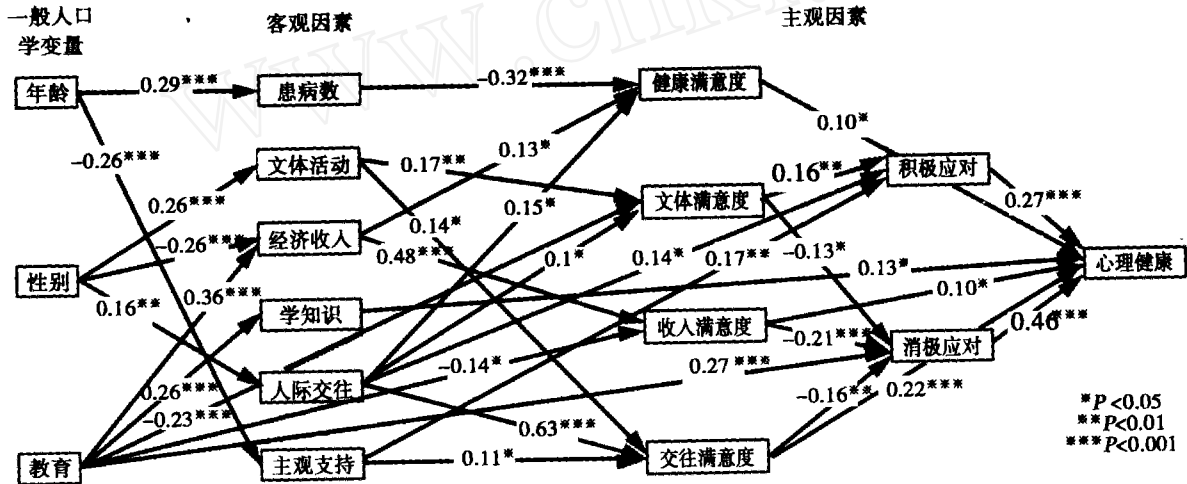 一般人口
学变量
客观因素
主观因素
年龄
0.29***
患病数
-0.32***
健康满意度
0.10*
-0.26***
文体活动
0.17**
0.13*
文体满意度
0.16**
积极应对
0.27***
0.26***
-0.26***
经济收入
0.14*
0.48***
0.15*
0.1*
0.14*
0.17**
-0.13*
0.13*
心理健康
性别
0.16**
0.36***
学知识
收入满意度
-0.21***
0.10*
0.46***
消极应对
0.26***
-0.23***
人际交往
-0.14*
0.27***
-0.16**
0.22***
0.63***
教育
主观支持
0.11*
交往满意度
*P<0.05
**P<0.01
***P<0.001